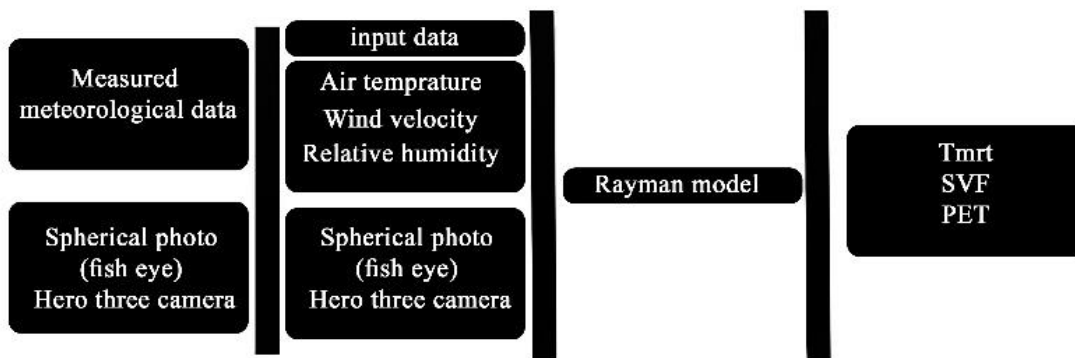 Measured
meteorological data
Spherical photo
(fish eye)
Hero three camera
input data
Air temprature
Wind velocity
Relative humidity
Spherical photo
(fish eye)
Hero three camera
Rayman model
Tmrt
SVF
PET